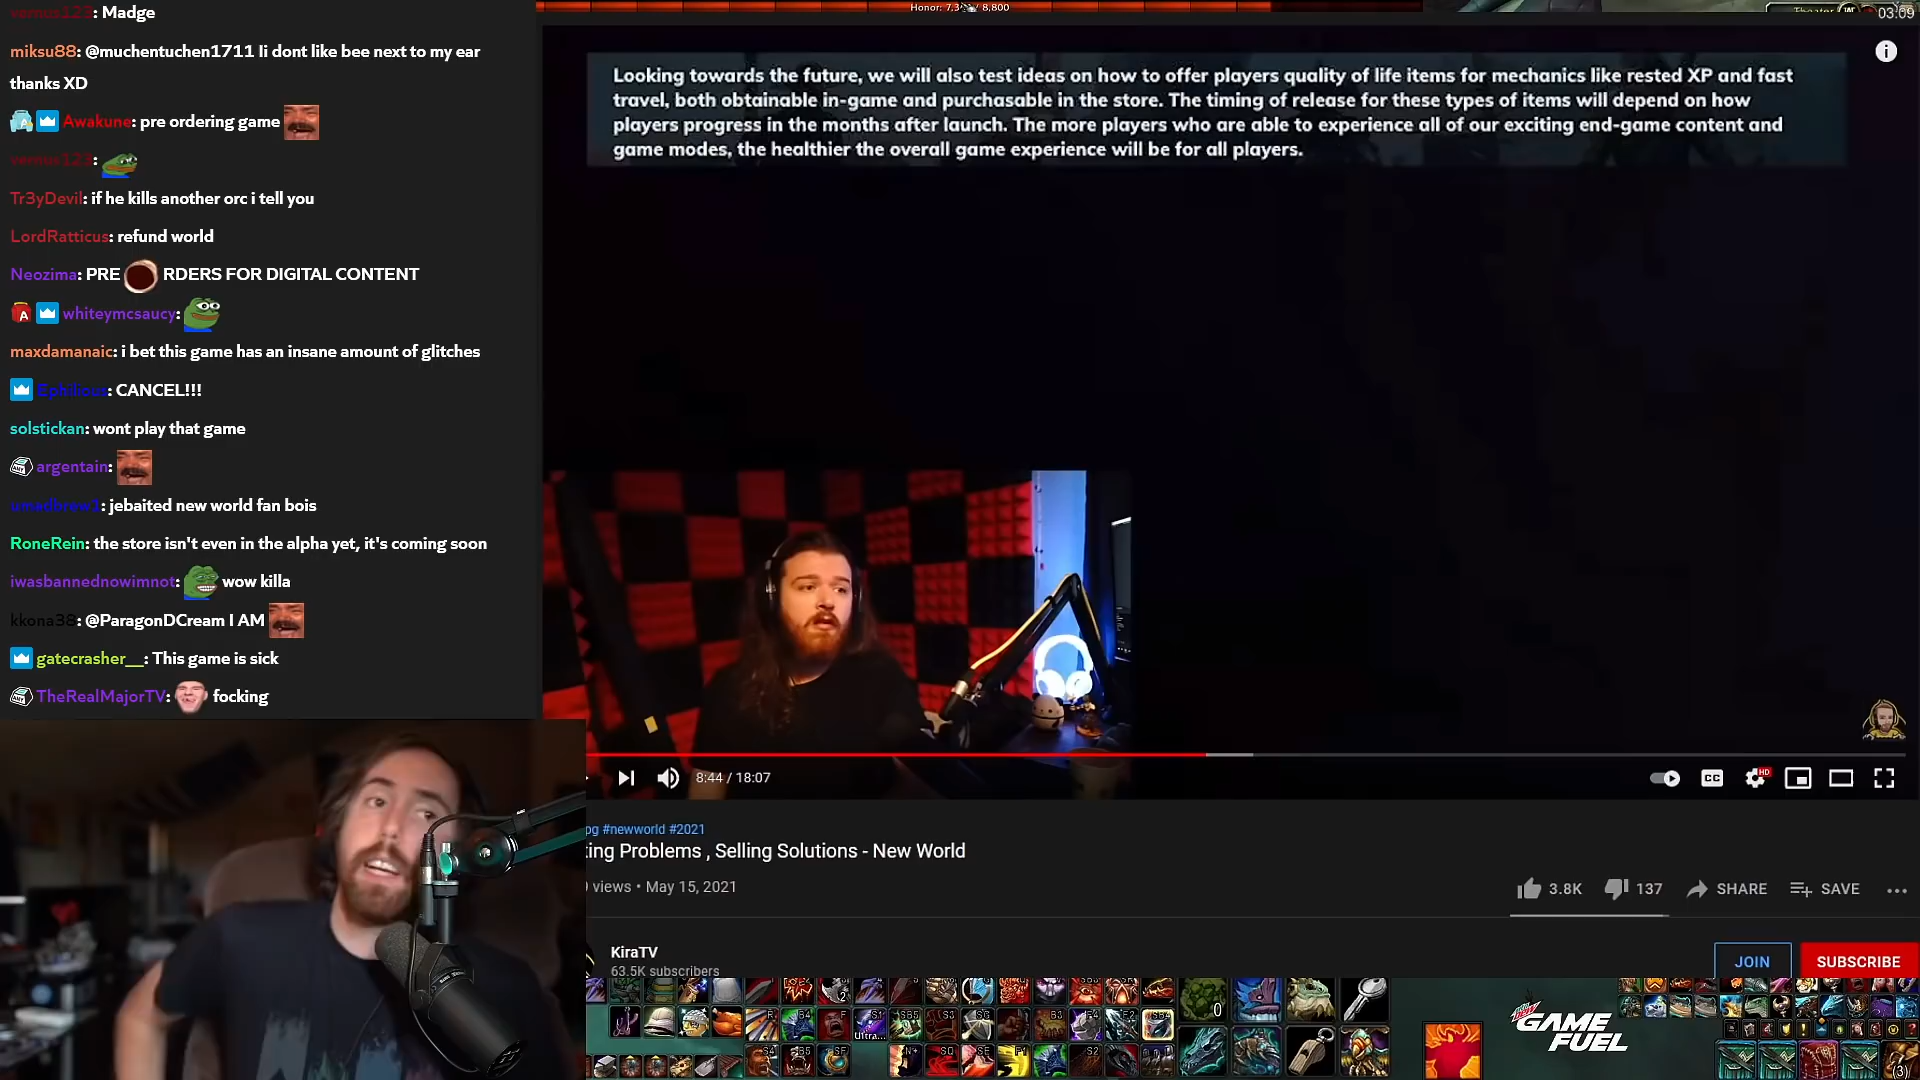 vernus123: Madge
miksu88: @muchentuchen1711 Ii dont like bee next to my ear
thanks XD
Awakune: pre ordering game
vernus123:
Tr3yDevil: if he kills another orc i tell you
LordRatticus: refund world
Neozima: PRE RDERS FOR DIGITAL CONTENT
whiteymcsaucy:
maxdamanaic: i bet this game has an insane amount of glitches
Ephilious: CANCEL!!!
solstickan: wont play that game
argentain:
umadbrew1: jebaited new world fan bois
RoneRein: the store isn't even in the alpha yet, it's coming soon
iwasbannednowimnot: wow killa
kkona38: @ParagonDCream I AM
gatecrasher__: This game is sick
TheRealMajorTV: focking
Honor: 8,800
03:09
Looking towards the future, we will also test ideas on how to offer players quality of life items for mechanics like rested XP and fast
travel, both obtainable in-game and purchasable in the store. The timing of release for these types of items will depend on how
players progress in the months after launch. The more players who are able to experience all of our exciting end-game content and
game modes, the healthier the overall game experience will be for all players.
8:44 / 18:07
CC
HD
pg #newworld #2021
ing Problems , Selling Solutions - New World
views • May 15, 2021
3.8K
137
SHARE
SAVE
KiraTV
63.5K subscribers
JOIN
SUBSCRIBE
GAME
FUEL